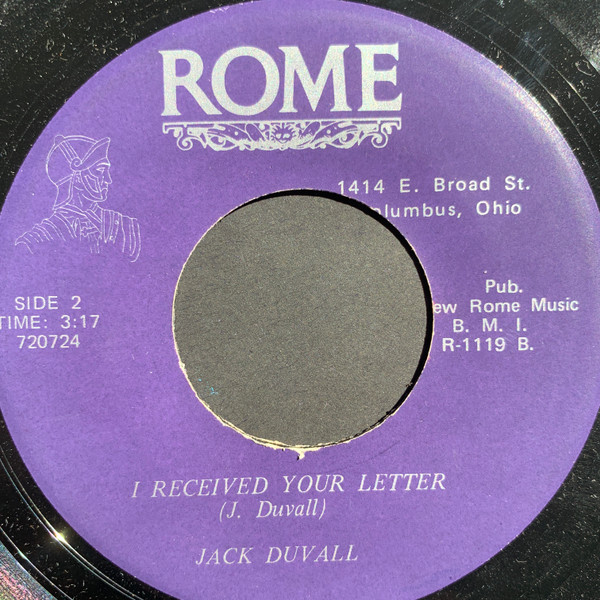 ROME
1414 E. Broad St.
olumbus, Ohio
SIDE 2
TIME: 3:17
720724
Pub.
ew Rome Music
B. M. I.
R-1119 B.
I RECEIVED YOUR LETTER
(J. Duvall)
JACK DUVALL